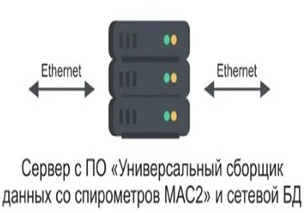 Ethernet
Ethernet
Сервер с ПО «Универсальный сборщик
данных со спирометров МАС2» и сетевой БД